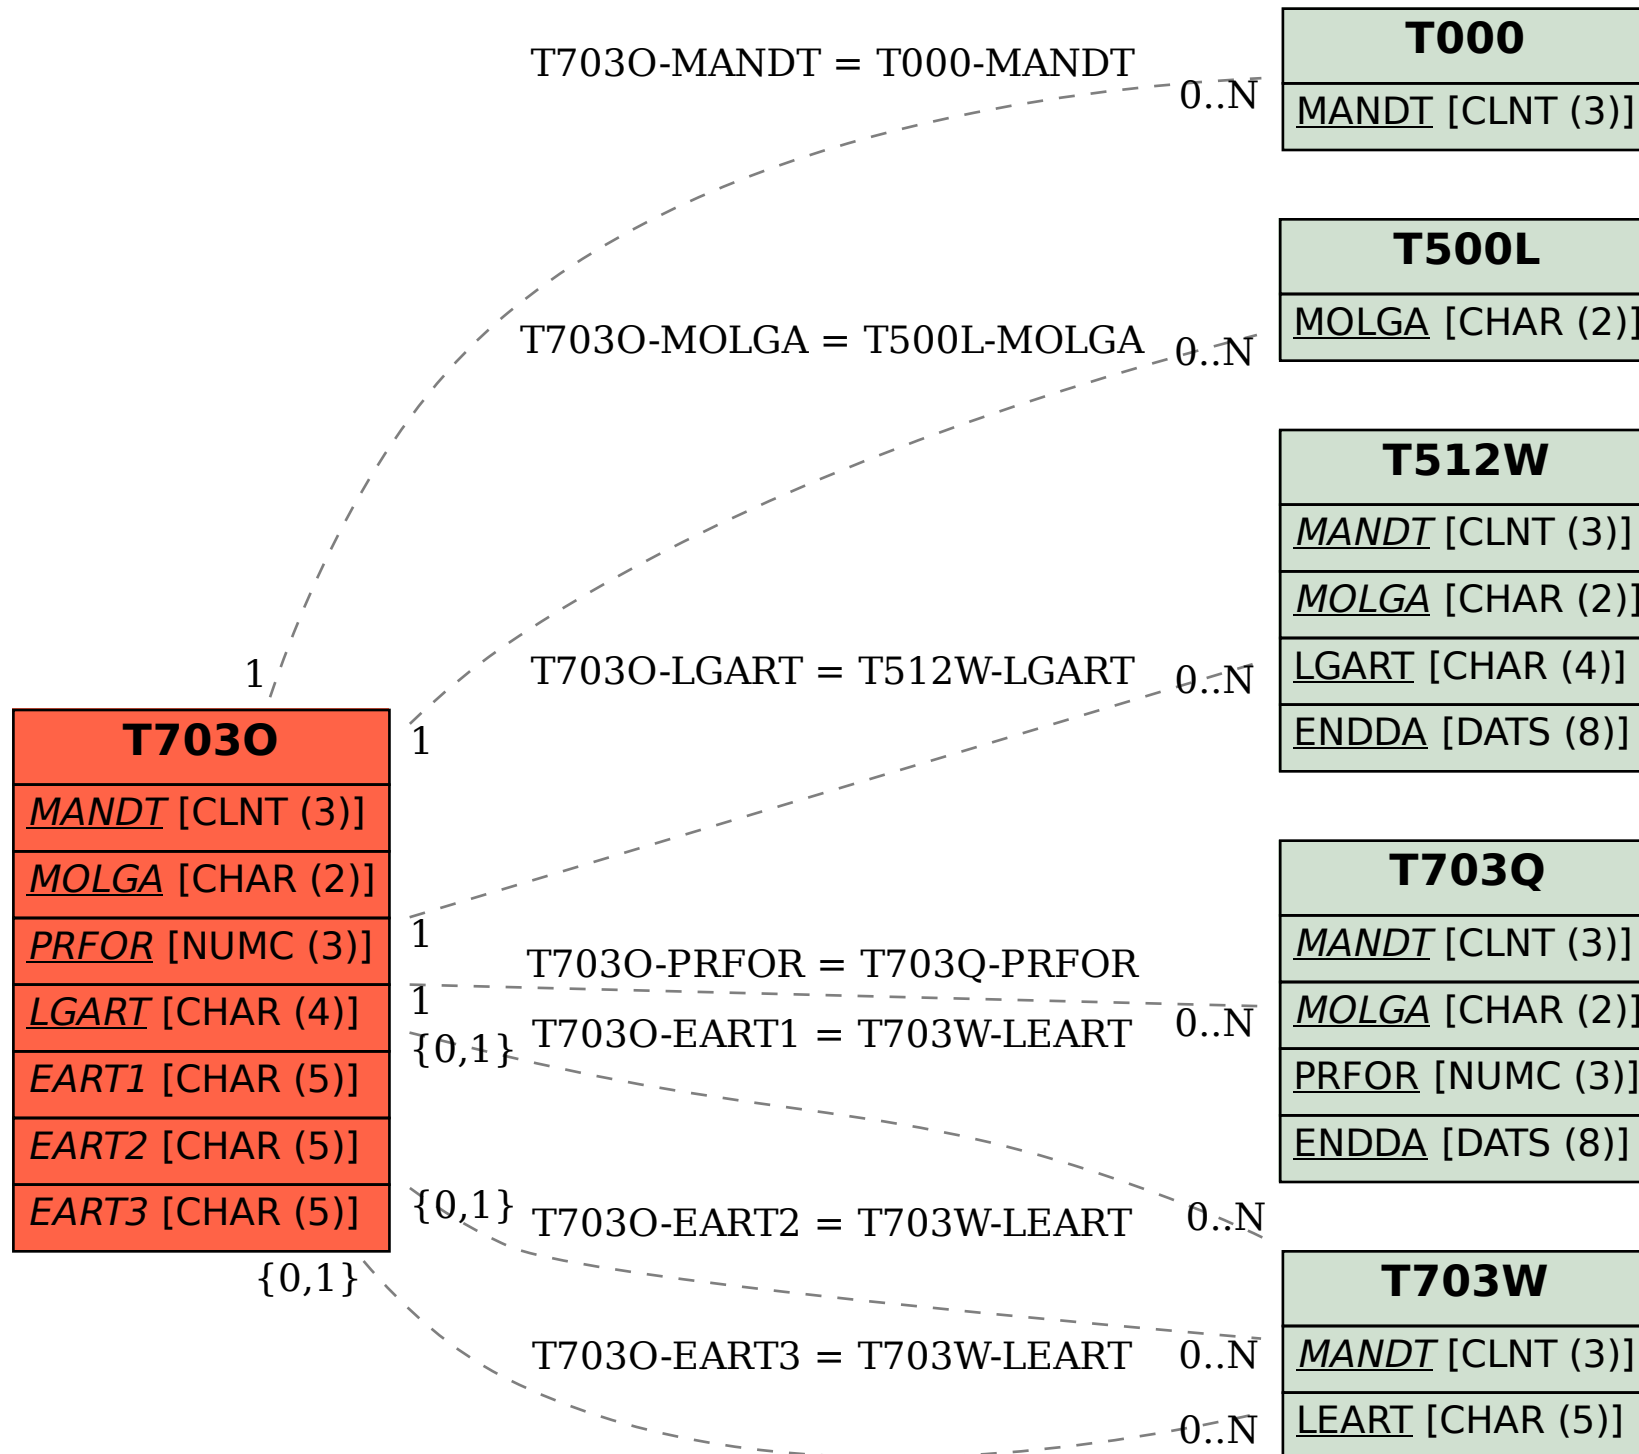 T000
MANDT [CLNT (3)]
T703O-MANDT = T000-MANDT
0..N
1
T500L
MOLGA [CHAR (2)]
T703O-MOLGA = T500L-MOLGA
0..N
1
T512W
MANDT [CLNT (3)]
MOLGA [CHAR (2)]
LGART [CHAR (4)]
ENDDA [DATS (8)]
T703O-LGART = T512W-LGART
0..N
1
T703O
MANDT [CLNT (3)]
MOLGA [CHAR (2)]
PRFOR [NUMC (3)]
LGART [CHAR (4)]
EART1 [CHAR (5)]
EART2 [CHAR (5)]
EART3 [CHAR (5)]
T703Q
MANDT [CLNT (3)]
MOLGA [CHAR (2)]
PRFOR [NUMC (3)]
ENDDA [DATS (8)]
T703O-PRFOR = T703Q-PRFOR
1
0..N
T703O-EART1 = T703W-LEART
{0,1}
0..N
T703O-EART2 = T703W-LEART
{0,1}
0..N
T703O-EART3 = T703W-LEART
{0,1}
0..N
T703W
MANDT [CLNT (3)]
LEART [CHAR (5)]